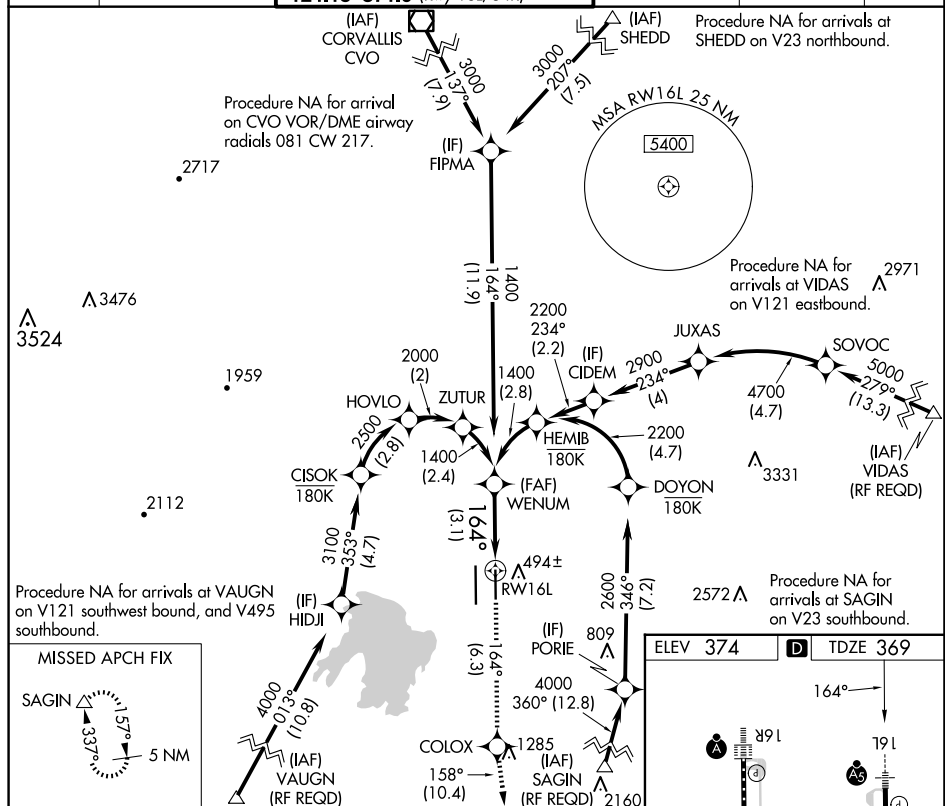 (IAF)
CORVALLIS
CVO
(IAF)
SHEDD
Procedure NA for arrivals at
SHEDD on V23 northbound.
3000
137°
(7.9)
3000
207°
(7.5)
Procedure NA for arrival
on CVO VOR/DME airway
radials 081 CW 217.
MSA RW16L 25 NM
5400
(IF)
FIPMA
2717
1400
164°
(11.9)
Procedure NA for
arrivals at VIDAS
on V121 eastbound.
2971
3476
3524
2200
234°
(2.2)
JUXAS
SOVOC
(IF)
CIDEM
2900
234°
(4)
5000
279°
(13.3)
2000
(2)
1959
1400
(2.8)
4700
(4.7)
HOVLO
ZUTUR
2500
(2.8)
HEMIB
180K
2200
(4.7)
(IAF)
VIDAS
(RF REQD)
1400
(2.4)
CISOK
180K
(FAF)
WENUM
DOYON
180K
3331
2112
164°
(3.1)
3100
353°
(4.7)
494±
RW16L
2600
346°
(7.2)
2572
Procedure NA for
arrivals at SAGIN
on V23 southbound.
Procedure NA for arrivals at VAUGN
on V121 southwest bound, and V495
southbound.
(IF)
HIDJI
164°
(6.3)
(IF)
PORIE
809
4000
360° (12.8)
4000
013°
(10.8)
MISSED APCH FIX
SAGIN
157°
337°
5 NM
COLOX
1285
158°
(10.4)
(IAF)
VAUGN
(RF REQD)
(IAF)
SAGIN
(RF REQD)
2160
ELEV 374
D
TDZE 369
164°
16R
16L
A
A5
P
P